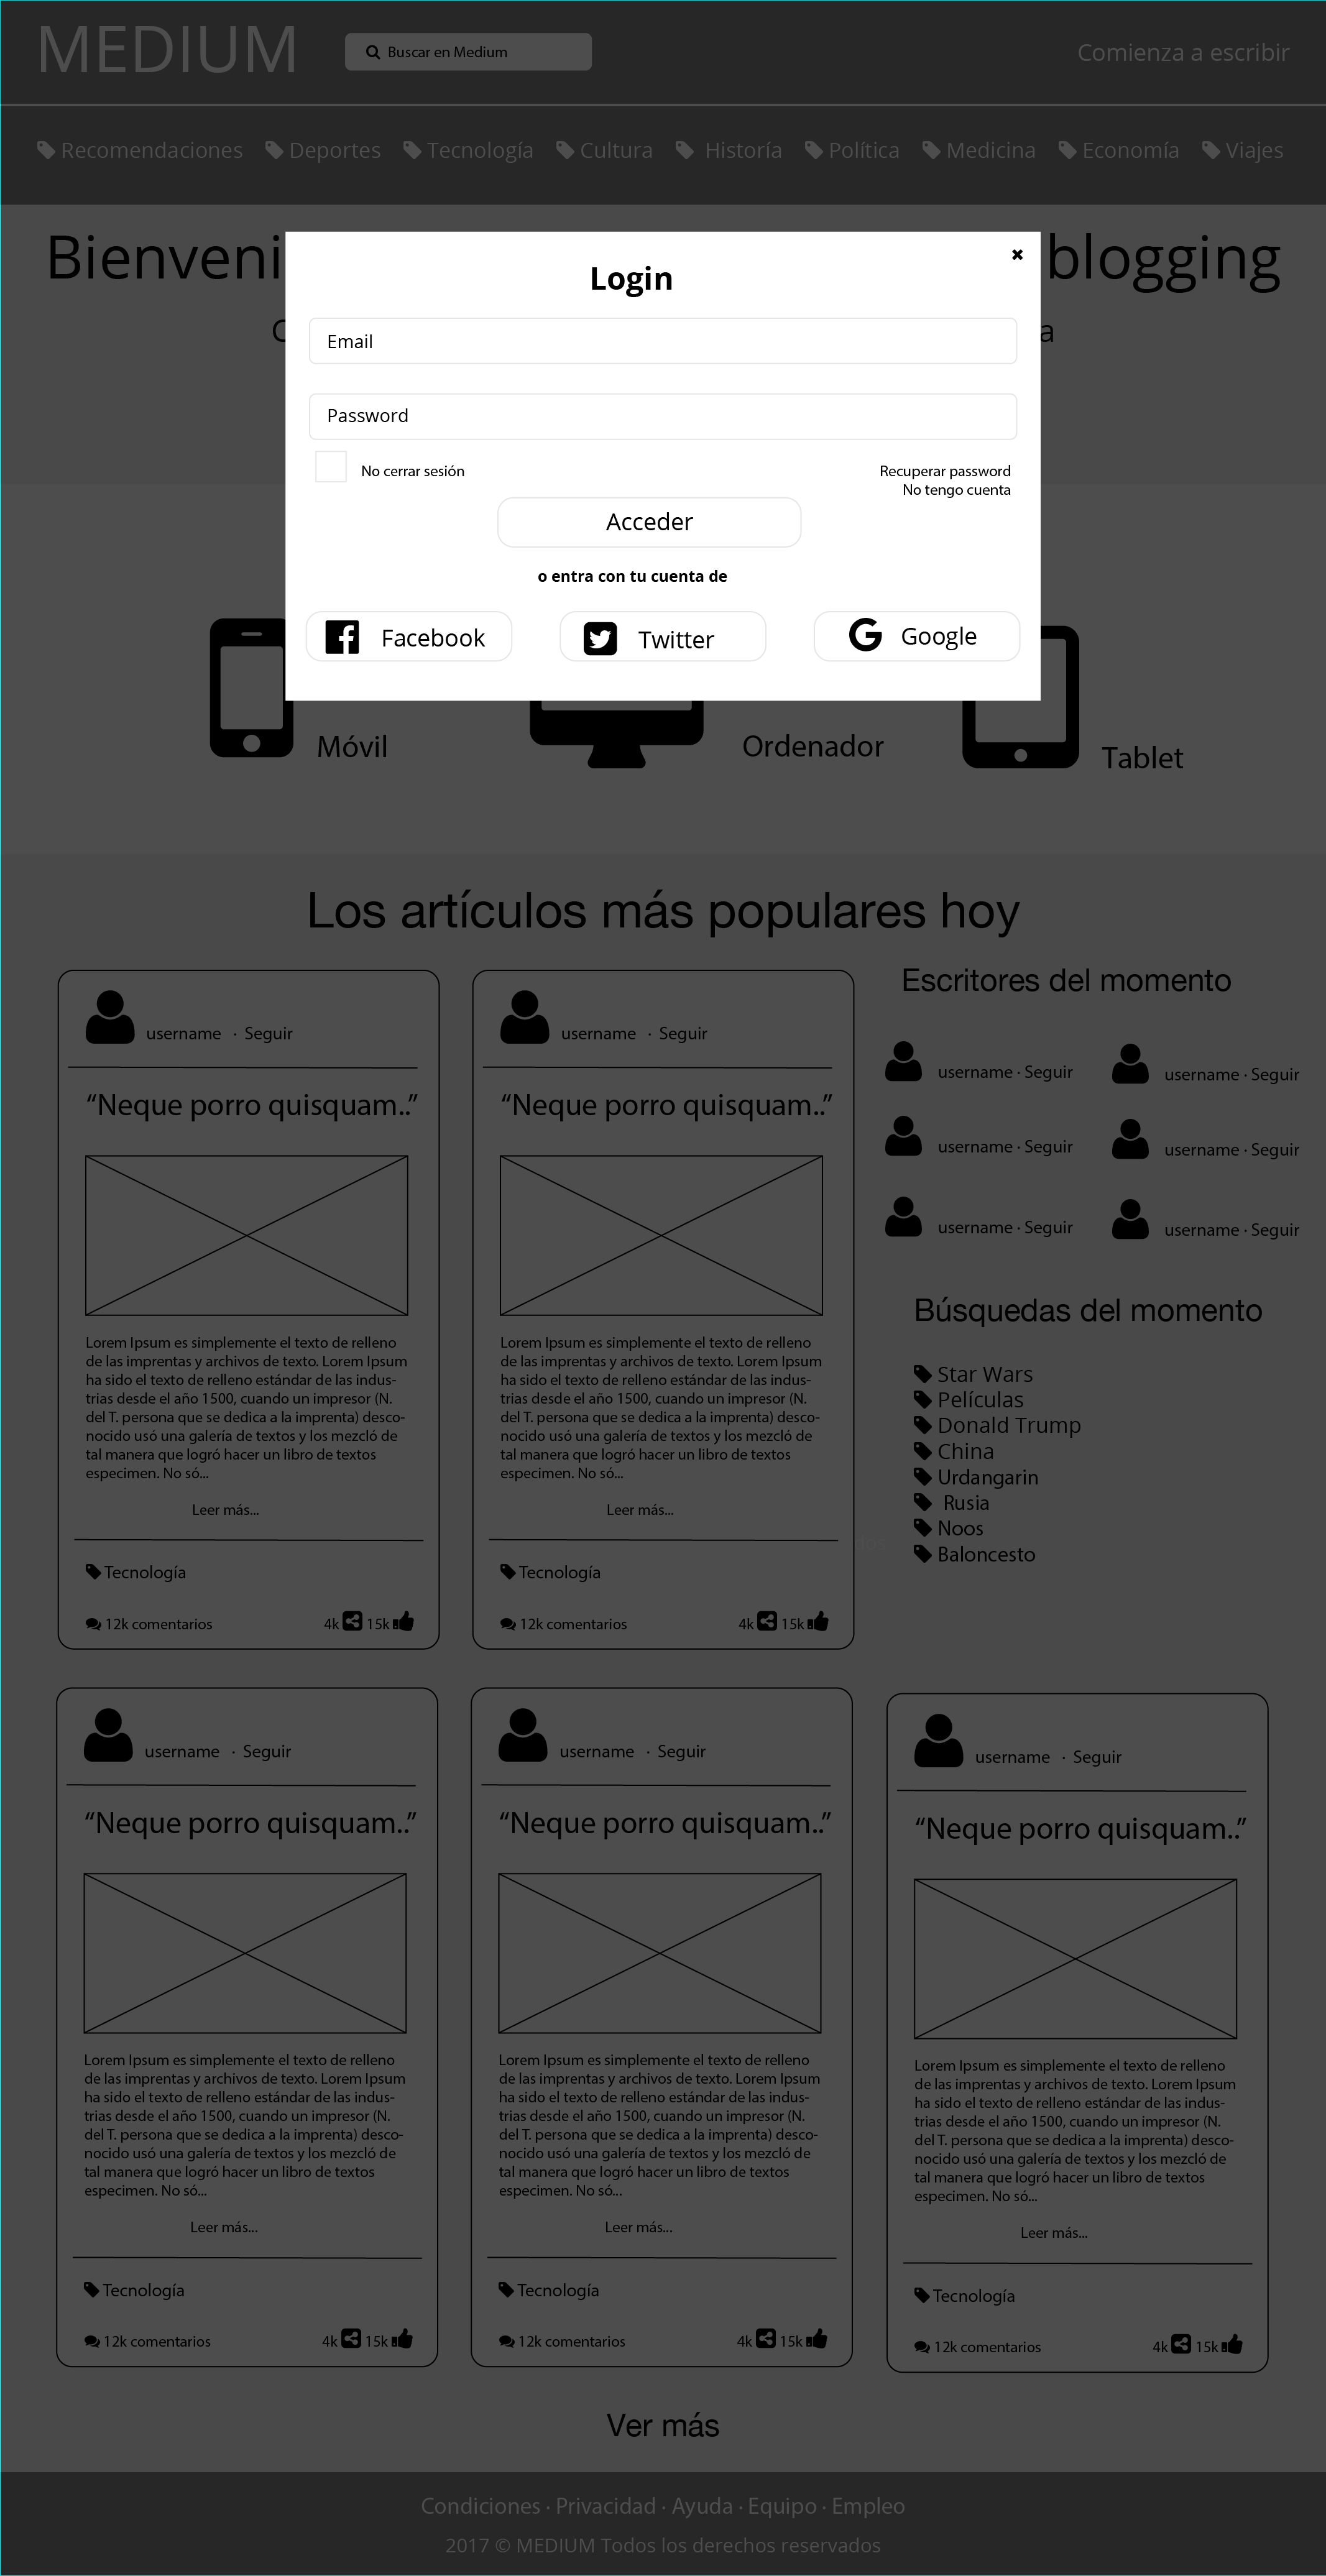 MEDIUM
Buscar en Medium
Comienza a escribir
Recomendaciones Deportes Tecnología Cultura Historía Política Medicina Economía Viajes
Bienveni blogging
Login
Email
Password
No cerrar sesión
Recuperar password
No tengo cuenta
Acceder
o entra con tu cuenta de
Facebook Twitter Google
Móvil Ordenador Tablet
Los artículos más populares hoy
username · Seguir
“Neque porro quisquam..”
Lorem Ipsum es simplemente el texto de relleno
de las imprentas y archivos de texto. Lorem Ipsum
ha sido el texto de relleno estándar de las indus-
trias desde el año 1500, cuando un impresor (N.
del T. persona que se dedica a la imprenta) desco-
nocido usó una galería de textos y los mezcló de
tal manera que logró hacer un libro de textos
especimen. No só...
Leer más...
Tecnología
12k comentarios 4k 15k
username · Seguir
“Neque porro quisquam..”
Lorem Ipsum es simplemente el texto de relleno
de las imprentas y archivos de texto. Lorem Ipsum
ha sido el texto de relleno estándar de las indus-
trias desde el año 1500, cuando un impresor (N.
del T. persona que se dedica a la imprenta) desco-
nocido usó una galería de textos y los mezcló de
tal manera que logró hacer un libro de textos
especimen. No só...
Leer más...
Tecnología
12k comentarios 4k 15k
Escritores del momento
username · Seguir username · Seguir
username · Seguir username · Seguir
username · Seguir username · Seguir
Búsquedas del momento
Star Wars
Películas
Donald Trump
China
Urdangarin
Rusia
Noos
Baloncesto
username · Seguir
“Neque porro quisquam..”
Lorem Ipsum es simplemente el texto de relleno
de las imprentas y archivos de texto. Lorem Ipsum
ha sido el texto de relleno estándar de las indus-
trias desde el año 1500, cuando un impresor (N.
del T. persona que se dedica a la imprenta) desco-
nocido usó una galería de textos y los mezcló de
tal manera que logró hacer un libro de textos
especimen. No só...
Leer más...
Tecnología
12k comentarios 4k 15k
username · Seguir
“Neque porro quisquam..”
Lorem Ipsum es simplemente el texto de relleno
de las imprentas y archivos de texto. Lorem Ipsum
ha sido el texto de relleno estándar de las indus-
trias desde el año 1500, cuando un impresor (N.
del T. persona que se dedica a la imprenta) desco-
nocido usó una galería de textos y los mezcló de
tal manera que logró hacer un libro de textos
especimen. No só...
Leer más...
Tecnología
12k comentarios 4k 15k
username · Seguir
“Neque porro quisquam..”
Lorem Ipsum es simplemente el texto de relleno
de las imprentas y archivos de texto. Lorem Ipsum
ha sido el texto de relleno estándar de las indus-
trias desde el año 1500, cuando un impresor (N.
del T. persona que se dedica a la imprenta) desco-
nocido usó una galería de textos y los mezcló de
tal manera que logró hacer un libro de textos
especimen. No só...
Leer más...
Tecnología
12k comentarios 4k 15k
Ver más
Condiciones · Privacidad · Ayuda · Equipo · Empleo
2017 © MEDIUM Todos los derechos reservados